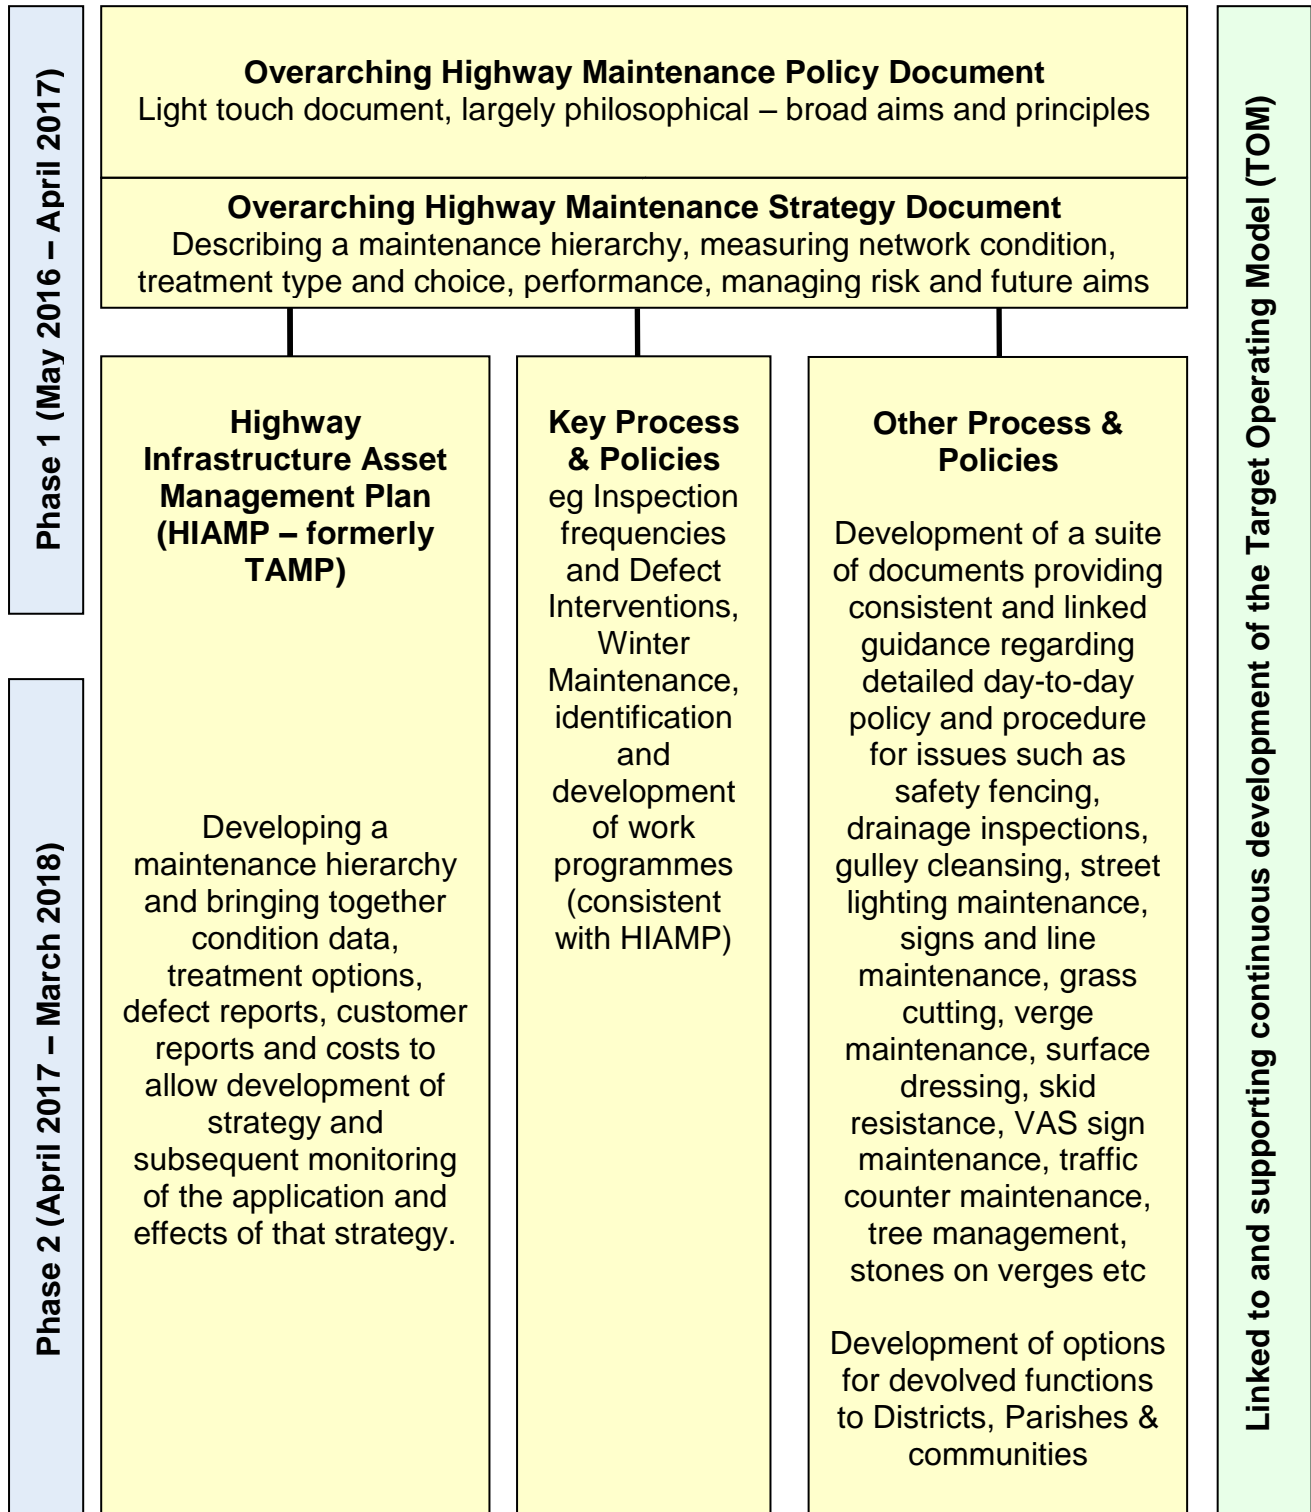 Phase 1 (May 2016 – April 2017)
Overarching Highway Maintenance Policy Document
Light touch document, largely philosophical – broad aims and principles
Overarching Highway Maintenance Strategy Document
Describing a maintenance hierarchy, measuring network condition,
treatment type and choice, performance, managing risk and future aims
Highway
Infrastructure Asset
Management Plan
(HIAMP – formerly
TAMP)
Developing a
maintenance hierarchy
and bringing together
condition data,
treatment options,
defect reports, customer
reports and costs to
allow development of
strategy and
subsequent monitoring
of the application and
effects of that strategy.
Key Process
& Policies
eg Inspection
frequencies
and Defect
Interventions,
Winter
Maintenance,
identification
and
development
of work
programmes
(consistent
with HIAMP)
Other Process &
Policies
Development of a suite
of documents providing
consistent and linked
guidance regarding
detailed day-to-day
policy and procedure
for issues such as
safety fencing,
drainage inspections,
gulley cleansing, street
lighting maintenance,
signs and line
maintenance, grass
cutting, verge
maintenance, surface
dressing, skid
resistance, VAS sign
maintenance, traffic
counter maintenance,
tree management,
stones on verges etc
Development of options
for devolved functions
to Districts, Parishes &
communities
Phase 2 (April 2017 – March 2018)
Linked to and supporting continuous development of the Target Operating Model (TOM)